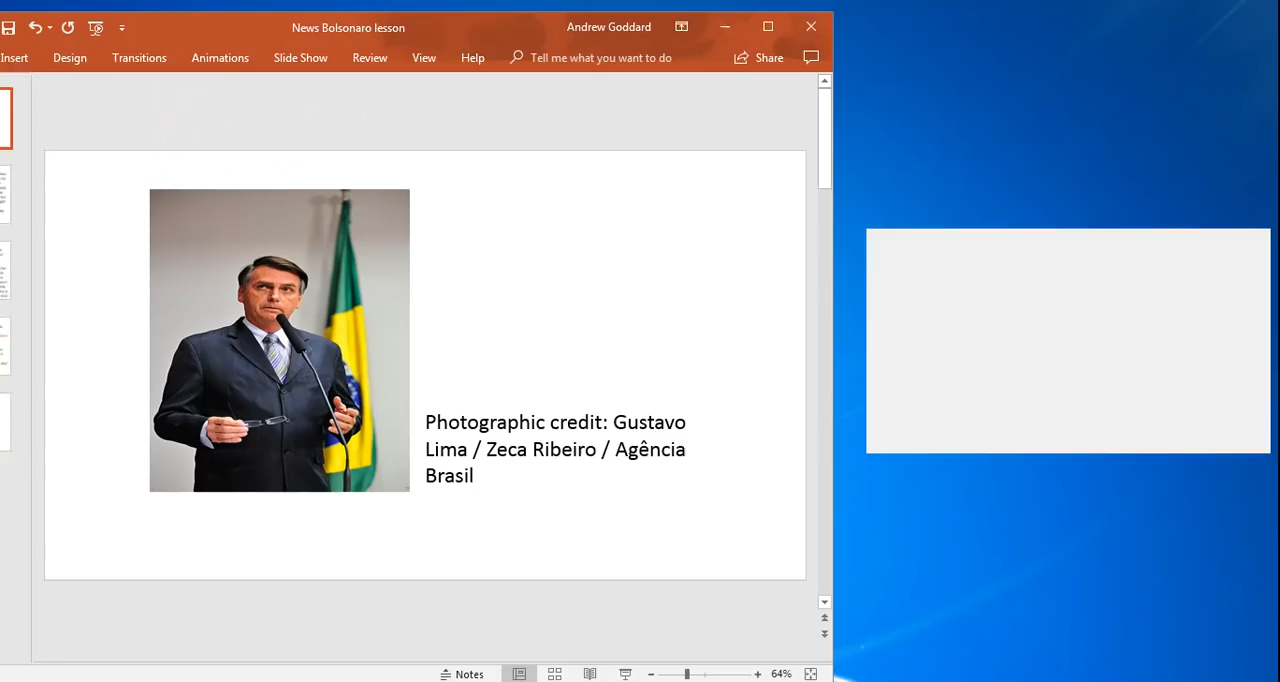 News Bolsonaro lesson
Andrew Goddard
Insert Design Transitions Animations Slide Show Review View Help Tell me what you want to do Share
Photographic credit: Gustavo
Lima / Zeca Ribeiro / Agência
Brasil
Notes 64%